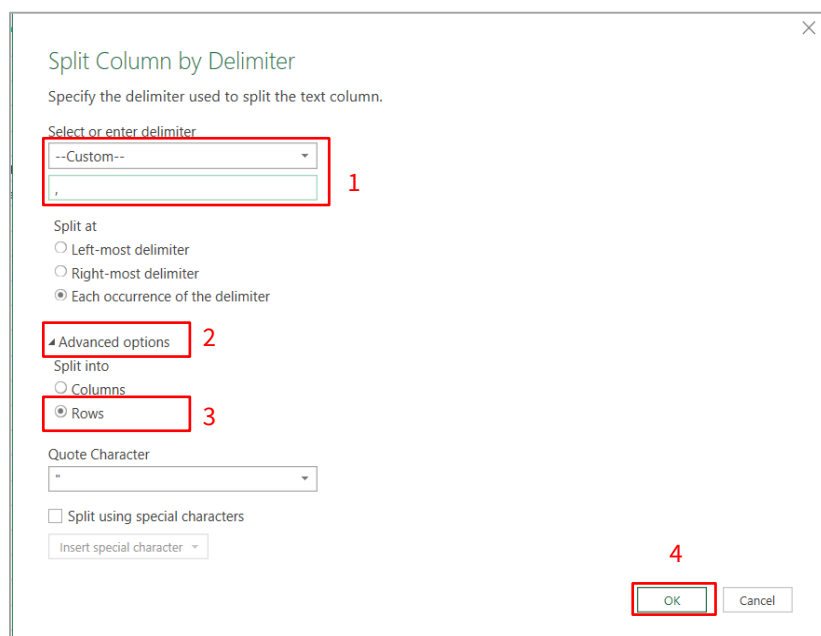 Split Column by Delimiter
Specify the delimiter used to split the text column.
Select or enter delimiter
--Custom--
,
1
Split at
Left-most delimiter
Right-most delimiter
Each occurrence of the delimiter
Advanced options
2
Split into
Columns
Rows
3
Quote Character
"
Split using special characters
Insert special character
4
OK
Cancel